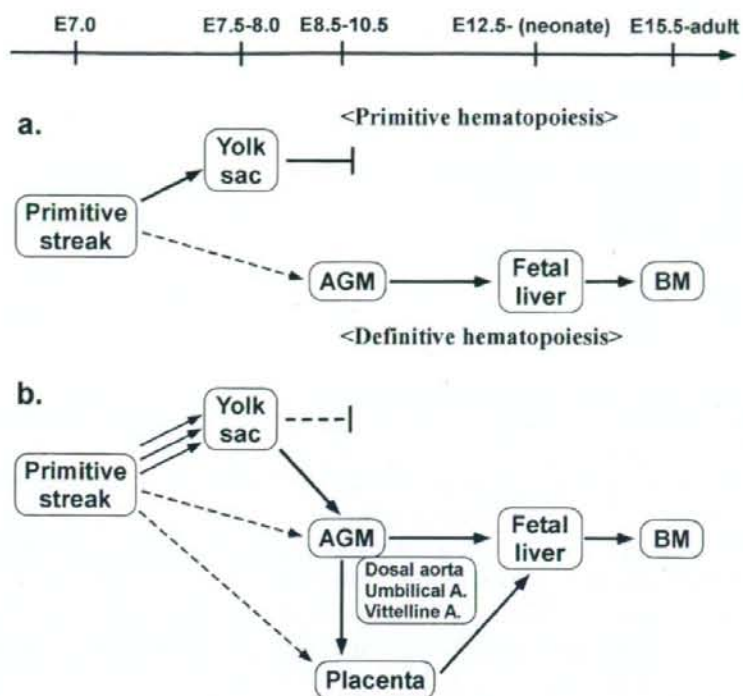 E7.0 E7.5-8.0 E8.5-10.5 E12.5- (neonate) E15.5-adult
a.
<Primitive hematopoiesis>
Yolk
sac
Primitive
streak
AGM
Fetal
liver
BM
<Definitive hematopoiesis>
b.
Yolk
sac
Primitive
streak
AGM
Fetal
liver
BM
Dosal aorta
Umbilical A.
Vittelline A.
Placenta